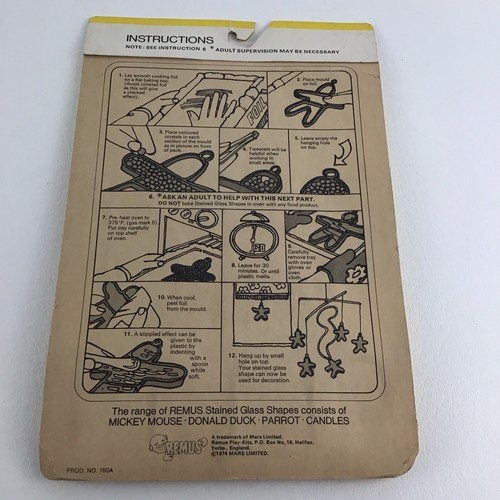 INSTRUCTIONS
NOTE: SEE INSTRUCTION 6 * ADULT SUPERVISION MAY BE NECESSARY
1. Lay smooth cooking foil
on a flat baking tray
(Avoid crinkled foil
as this will give
a cracked
effect).
FOIL
2. Place mould
on foil.
3. Place coloured
crystals in each
section of the mould
as in picture on front
of pack.
4. Tweezers will be
helpful when
working in
small areas.
5. Leave empty the
hanging hole
on top.
6. *ASK AN ADULT TO HELP WITH THIS NEXT PART.
DO NOT bake Stained Glass Shapes in oven with any food product.
7. Pre-heat oven to
375°F. (gas mark 5).
Put tray carefully
on top shelf
of oven.
8. Leave for 30
minutes. Or until
plastic melts.
9.
Carefully
remove tray
with oven
gloves or
oven
cloth.
10. When cool,
peel foil
from the
mould.
11. A stippled effect can be
given to
the plastic by
indenting
with a
spoon
while
soft.
12. Hang up by small
hole on top.
Your stained glass
shape can now be
used for decoration.
The range of REMUS Stained Glass Shapes consists of
MICKEY MOUSE · DONALD DUCK · PARROT · CANDLES
REMUS
A trademark of Mars Limited.
Remus Play-Kits, P.O. Box No, 16. Halifax.
Yorks., England.
©1974 MARS LIMITED.
PROD. NO. 160A